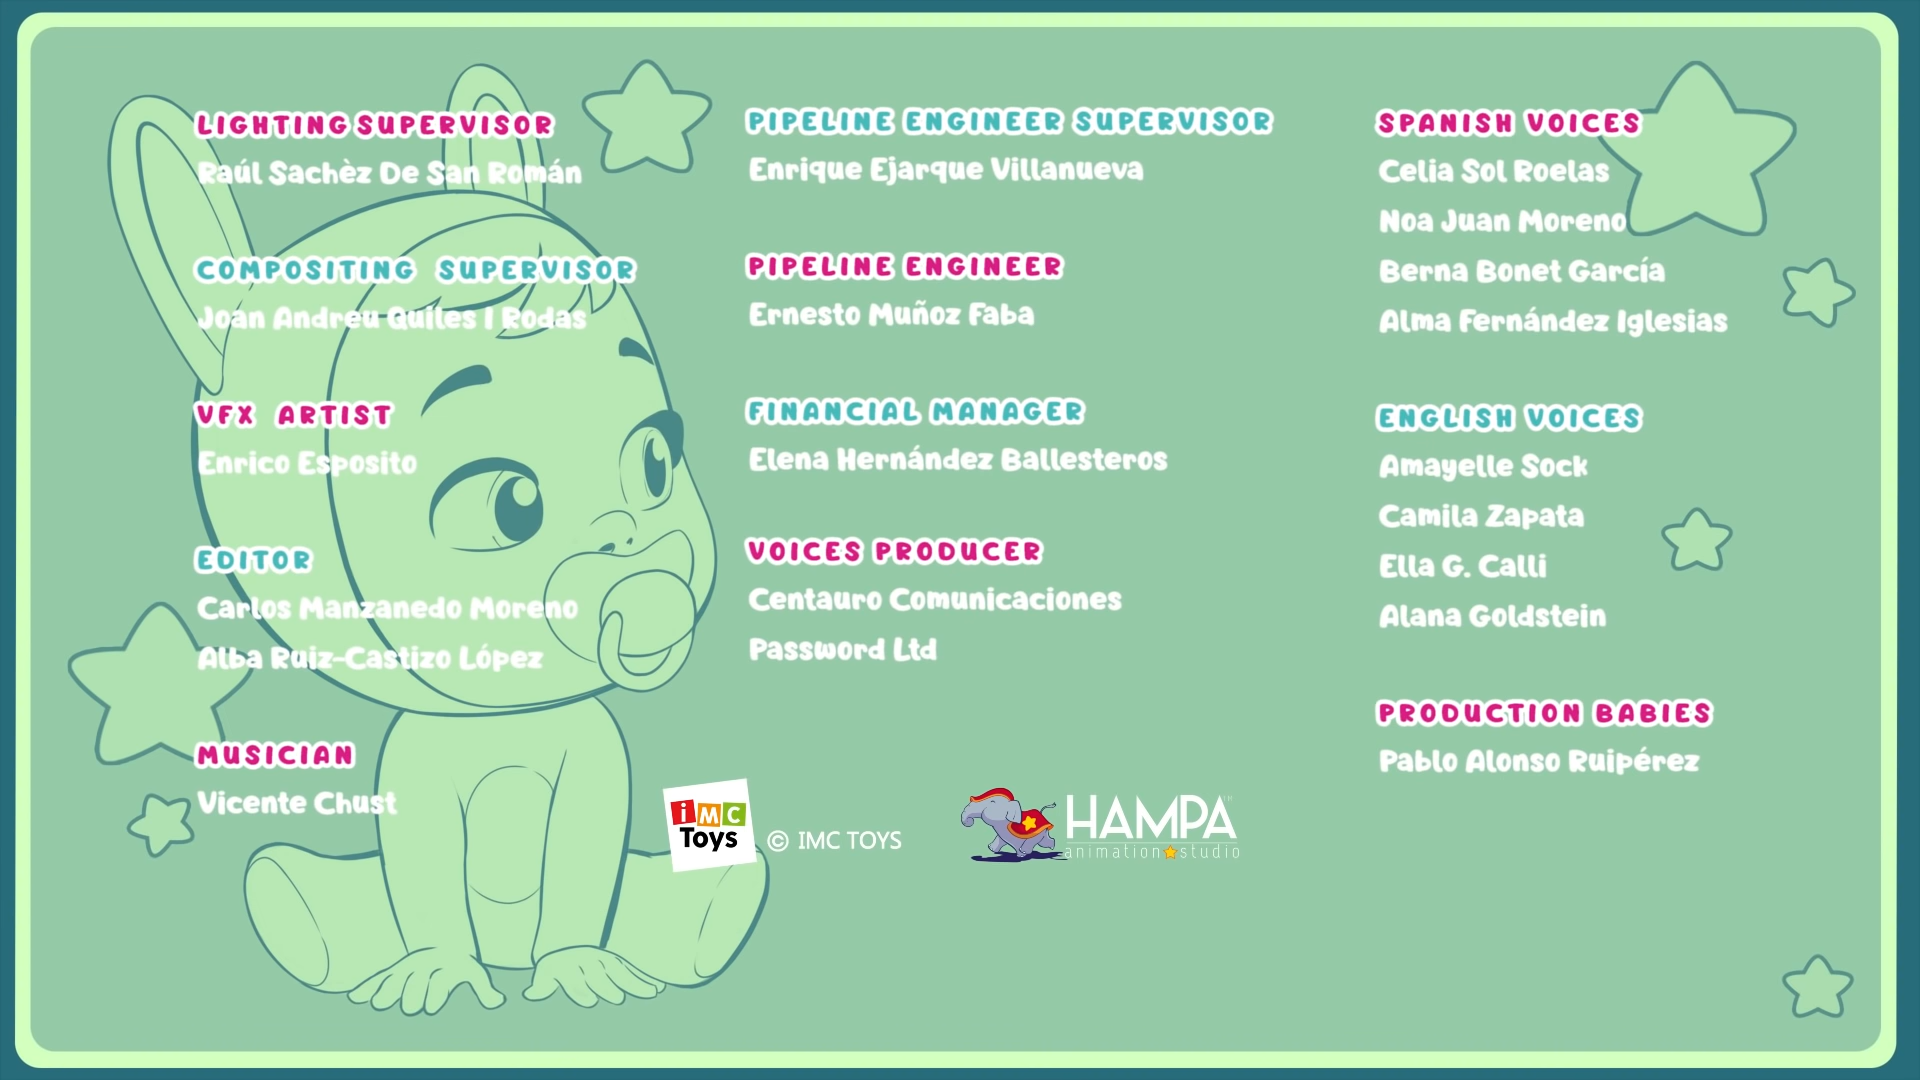 LIGHTING SUPERVISOR
Raúl Sachèz De San Román
COMPOSITING SUPERVISOR
Joan Andreu Quiles I Rodas
VFX ARTIST
Enrico Esposito
EDITOR
Carlos Manzanedo Moreno
Alba Ruiz-Castizo López
MUSICIAN
Vicente Chust
PIPELINE ENGINEER SUPERVISOR
Enrique Ejarque Villanueva
PIPELINE ENGINEER
Ernesto Muñoz Faba
FINANCIAL MANAGER
Elena Hernández Ballesteros
VOICES PRODUCER
Centauro Comunicaciones
Password Ltd
SPANISH VOICES
Celia Sol Roelas
Noa Juan Moreno
Berna Bonet García
Alma Fernández Iglesias
ENGLISH VOICES
Amayelle Sock
Camila Zapata
Ella G. Calli
Alana Goldstein
PRODUCTION BABIES
Pablo Alonso Ruipérez
iMC
Toys
© IMC TOYS
HAMPA™
animation studio